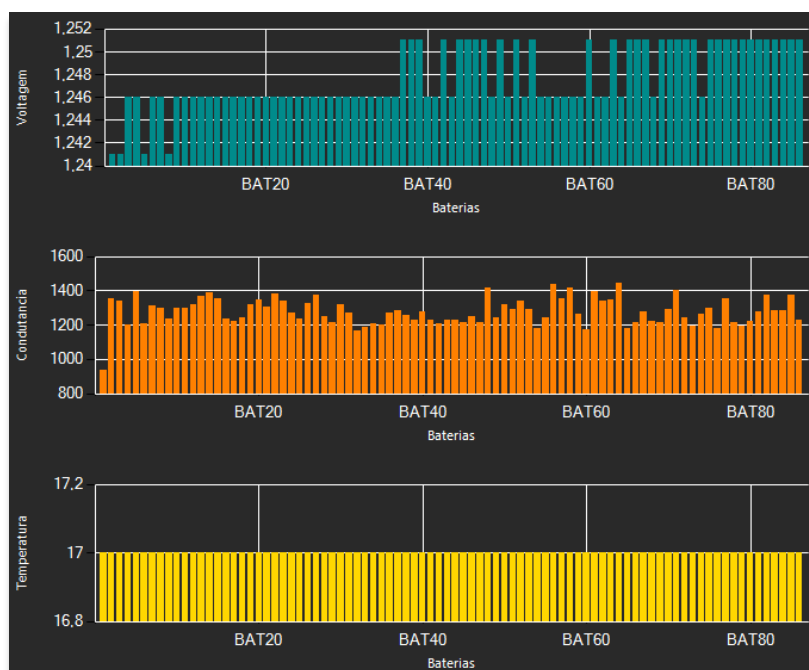 1,252
1,25
1,248
1,246
1,244
1,242
1,24
Voltagem
BAT20 BAT40 BAT60 BAT80
Baterias
1600
1400
1200
1000
800
Condutancia
BAT20 BAT40 BAT60 BAT80
Baterias
17,2
17
16,8
Temperatura
BAT20 BAT40 BAT60 BAT80
Baterias